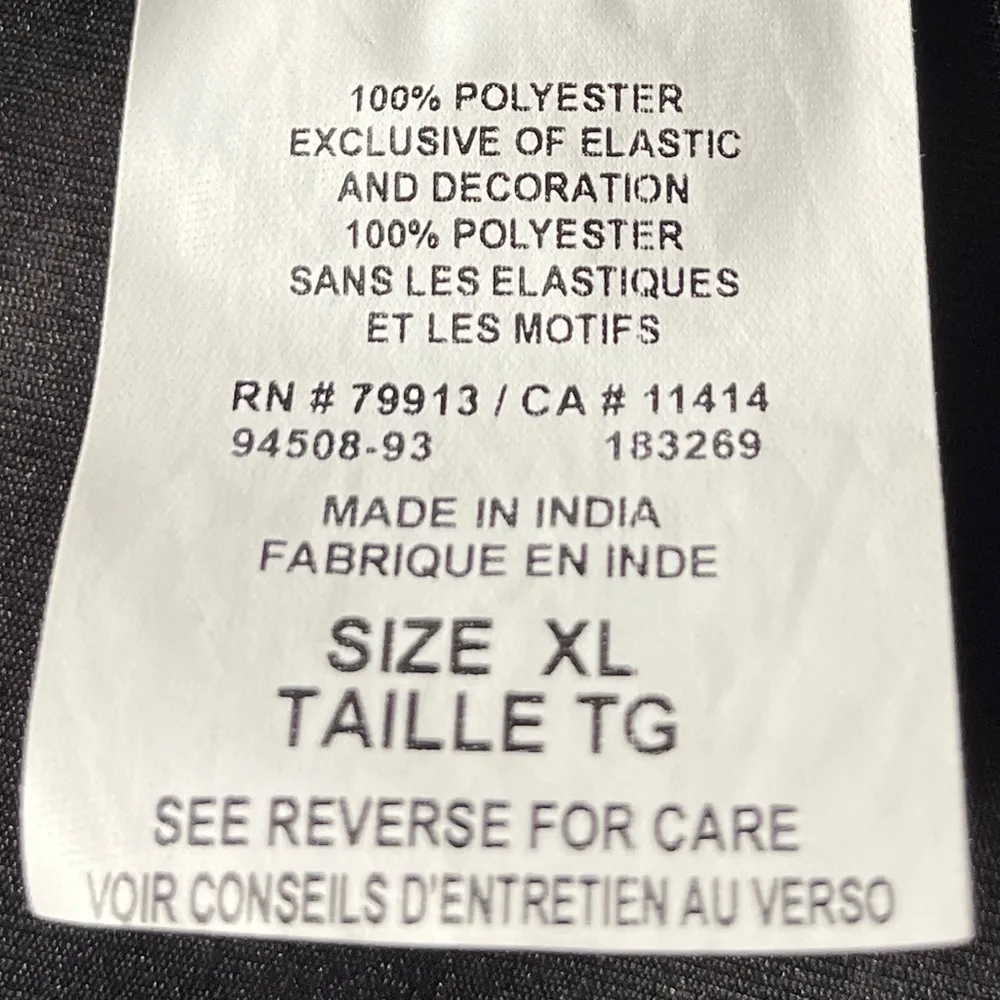 100% POLYESTER
EXCLUSIVE OF ELASTIC
AND DECORATION
100% POLYESTER
SANS LES ELASTIQUES
ET LES MOTIFS
RN # 79913 / CA # 11414
94508-93 183269
MADE IN INDIA
FABRIQUE EN INDE
SIZE XL
TAILLE TG
SEE REVERSE FOR CARE
VOIR CONSEILS D'ENTRETIEN AU VERSO